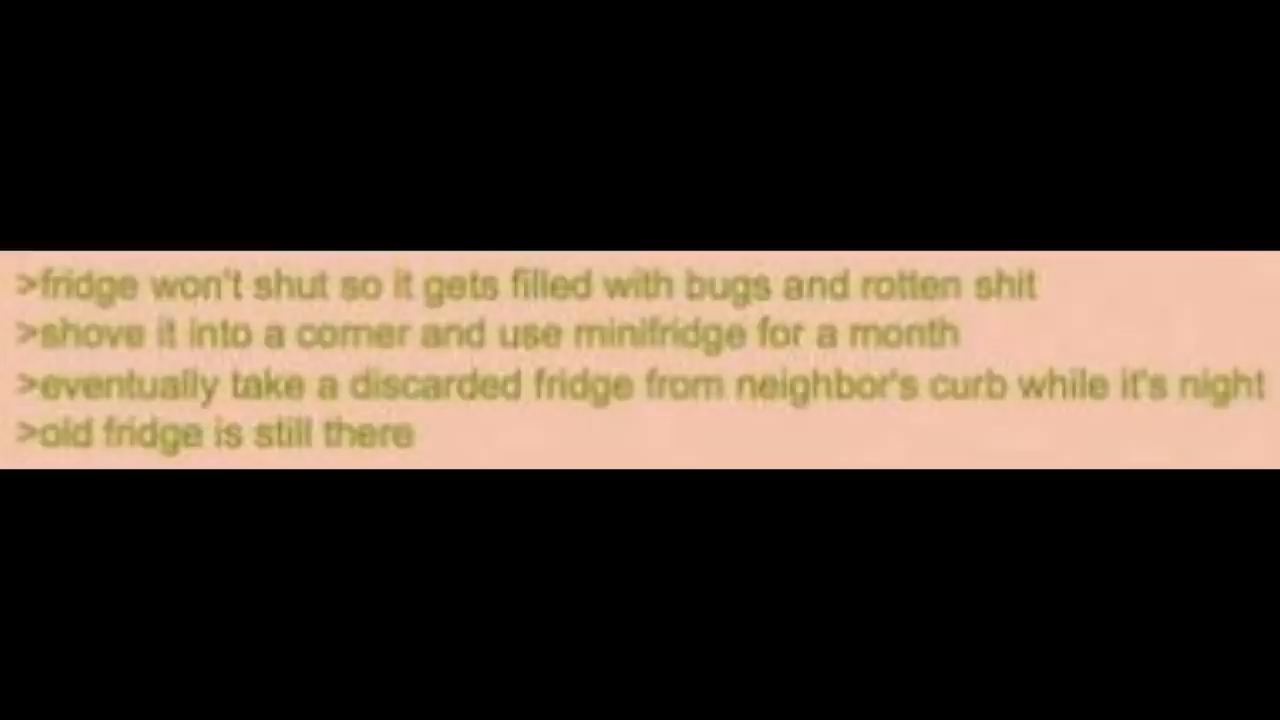 >fridge won't shut so it gets filled with bugs and rotten shit
>shove it into a corner and use minifridge for a month
>eventually take a discarded fridge from neighbor's curb while it's night
>old fridge is still there